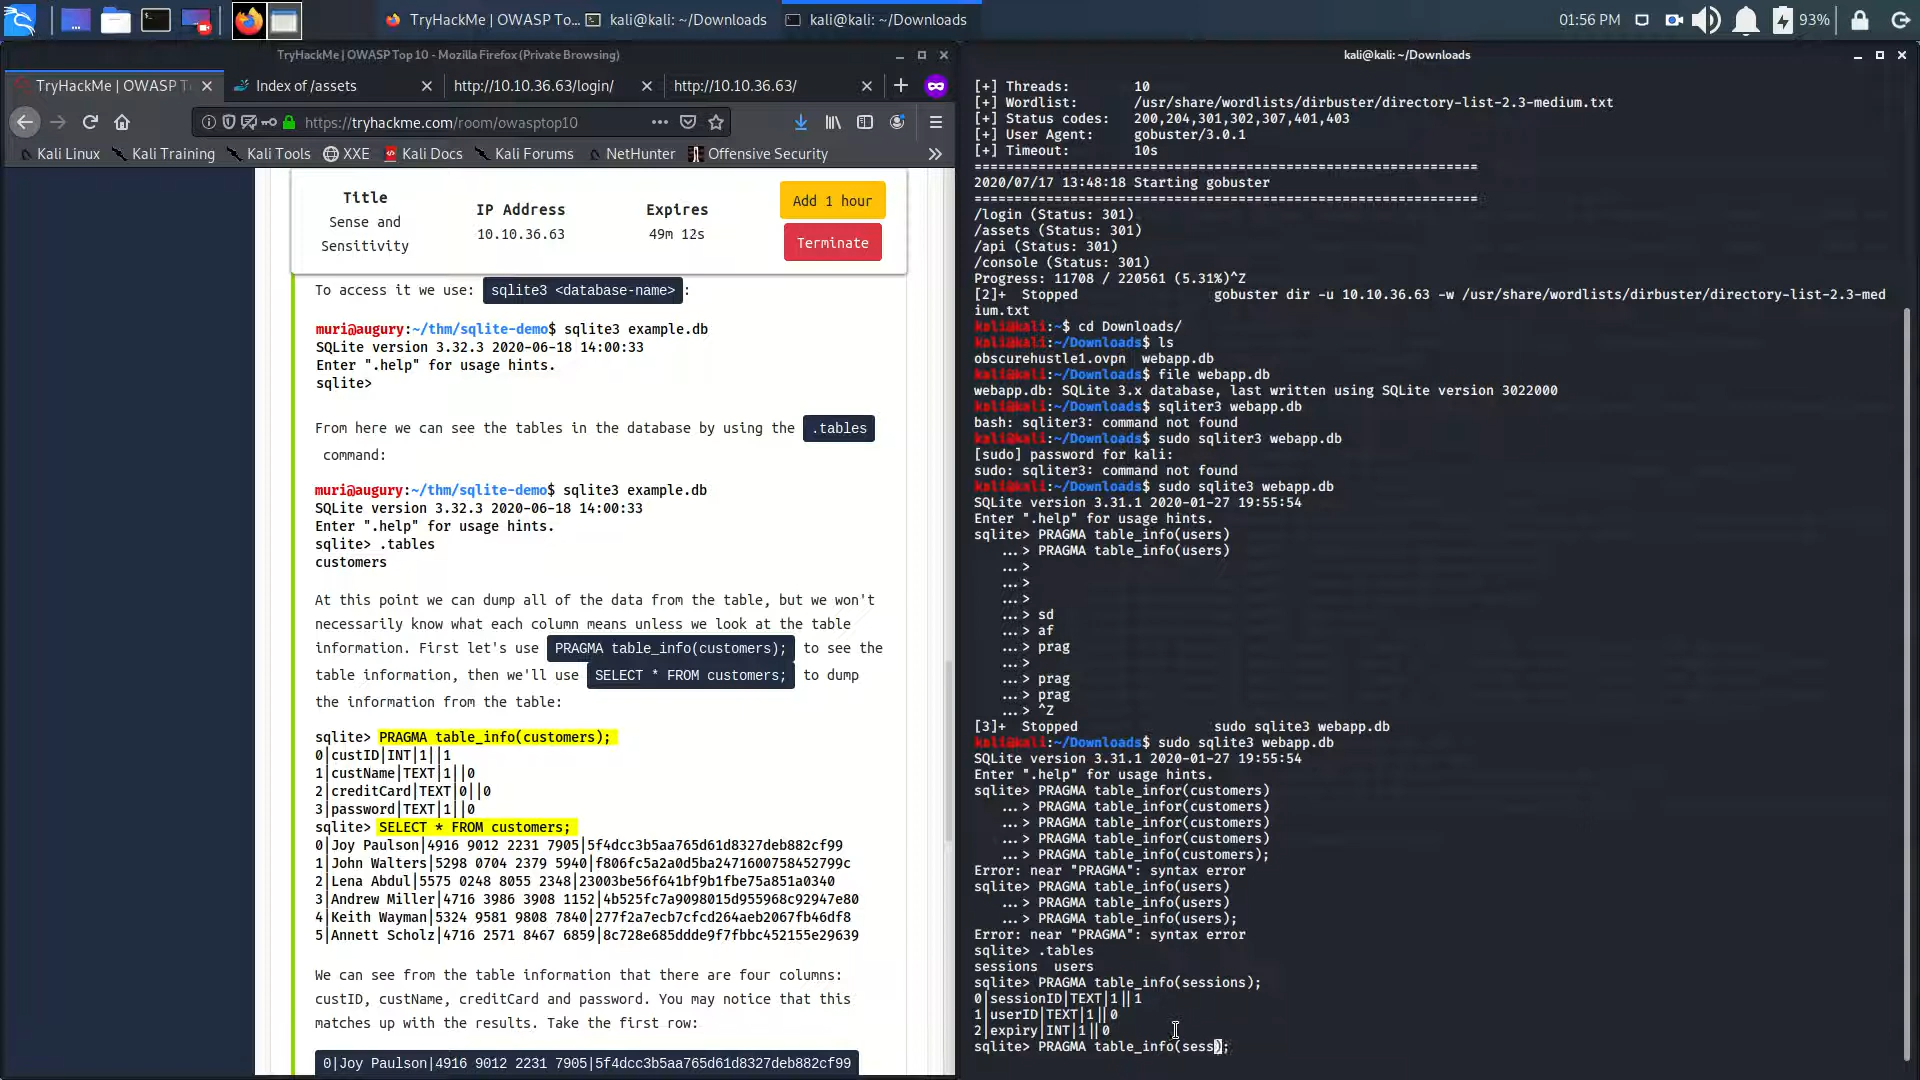 TryHackMe | OWASP To...
kali@kali: ~/Downloads
kali@kali: ~/Downloads
01:56 PM
93%
TryHackMe | OWASP Top 10 - Mozilla Firefox (Private Browsing)
TryHackMe | OWASP T
Index of /assets
http://10.10.36.63/login/
http://10.10.36.63/
https://tryhackme.com/room/owasptop10
Kali Linux
Kali Training
Kali Tools
XXE
Kali Docs
Kali Forums
NetHunter
Offensive Security
Title
Sense and
Sensitivity
IP Address
10.10.36.63
Expires
49m 12s
Add 1 hour
Terminate
To access it we use: sqlite3 <database-name> :
muri@augury:~/thm/sqlite-demo$ sqlite3 example.db
SQLite version 3.32.3 2020-06-18 14:00:33
Enter ".help" for usage hints.
sqlite>
From here we can see the tables in the database by using the .tables
command:
muri@augury:~/thm/sqlite-demo$ sqlite3 example.db
SQLite version 3.32.3 2020-06-18 14:00:33
Enter ".help" for usage hints.
sqlite> .tables
customers
At this point we can dump all of the data from the table, but we won't
necessarily know what each column means unless we look at the table
information. First let's use PRAGMA table_info(customers); to see the
table information, then we'll use SELECT * FROM customers; to dump
the information from the table:
sqlite> PRAGMA table_info(customers);
0|custID|INT|1||1
1|custName|TEXT|1||0
2|creditCard|TEXT|0||0
3|password|TEXT|1||0
sqlite> SELECT * FROM customers;
0|Joy Paulson|4916 9012 2231 7905|5f4dcc3b5aa765d61d8327deb882cf99
1|John Walters|5298 0704 2379 5940|f806fc5a2a0d5ba2471600758452799c
2|Lena Abdul|5575 0248 8055 2348|23003be56f641bf9b1fbe75a851a0340
3|Andrew Miller|4716 3986 3908 1152|4b525fc7a9098015d955968c92947e80
4|Keith Wayman|5324 9581 9808 7840|277f2a7ecb7cfcd264aeb2067fb46df8
5|Annett Scholz|4716 2571 8467 6859|8c728e685ddde9f7fbbc452155e29639
We can see from the table information that there are four columns:
custID, custName, creditCard and password. You may notice that this
matches up with the results. Take the first row:
0|Joy Paulson|4916 9012 2231 7905|5f4dcc3b5aa765d61d8327deb882cf99
kali@kali: ~/Downloads
[+] Threads: 10
[+] Wordlist: /usr/share/wordlists/dirbuster/directory-list-2.3-medium.txt
[+] Status codes: 200,204,301,302,307,401,403
[+] User Agent: gobuster/3.0.1
[+] Timeout: 10s
===============================================================
2020/07/17 13:48:18 Starting gobuster
===============================================================
/login (Status: 301)
/assets (Status: 301)
/api (Status: 301)
/console (Status: 301)
Progress: 11708 / 220561 (5.31%)^Z
[2]+ Stopped gobuster dir -u 10.10.36.63 -w /usr/share/wordlists/dirbuster/directory-list-2.3-med
ium.txt
kali@kali:~$ cd Downloads/
kali@kali:~/Downloads$ ls
obscurehustle1.ovpn webapp.db
kali@kali:~/Downloads$ file webapp.db
webapp.db: SQLite 3.x database, last written using SQLite version 3022000
kali@kali:~/Downloads$ sqliter3 webapp.db
bash: sqliter3: command not found
kali@kali:~/Downloads$ sudo sqliter3 webapp.db
[sudo] password for kali:
sudo: sqliter3: command not found
kali@kali:~/Downloads$ sudo sqlite3 webapp.db
SQLite version 3.31.1 2020-01-27 19:55:54
Enter ".help" for usage hints.
sqlite> PRAGMA table_info(users)
...> PRAGMA table_info(users)
...>
...>
...>
...> sd
...> af
...> prag
...>
...> prag
...> prag
...> ^Z
[3]+ Stopped sudo sqlite3 webapp.db
kali@kali:~/Downloads$ sudo sqlite3 webapp.db
SQLite version 3.31.1 2020-01-27 19:55:54
Enter ".help" for usage hints.
sqlite> PRAGMA table_infor(customers)
...> PRAGMA table_infor(customers)
...> PRAGMA table_infor(customers)
...> PRAGMA table_infor(customers)
...> PRAGMA table_info(customers);
Error: near "PRAGMA": syntax error
sqlite> PRAGMA table_info(users)
...> PRAGMA table_info(users)
...> PRAGMA table_info(users);
Error: near "PRAGMA": syntax error
sqlite> .tables
sessions users
sqlite> PRAGMA table_info(sessions);
0|sessionID|TEXT|1||1
1|userID|TEXT|1||0
2|expiry|INT|1||0
sqlite> PRAGMA table_info(sess);